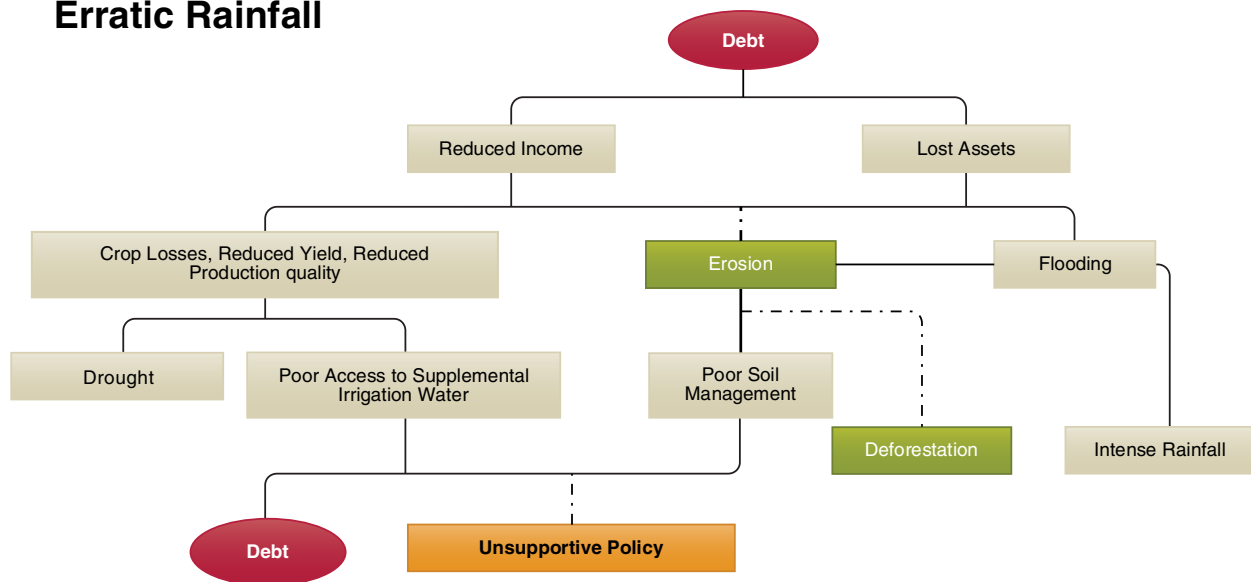 Erratic Rainfall
Debt
Reduced Income
Lost Assets
Crop Losses, Reduced Yield, Reduced
Production quality
Erosion
Flooding
Drought
Poor Access to Supplemental
Irrigation Water
Poor Soil
Management
Deforestation
Intense Rainfall
Debt
Unsupportive Policy